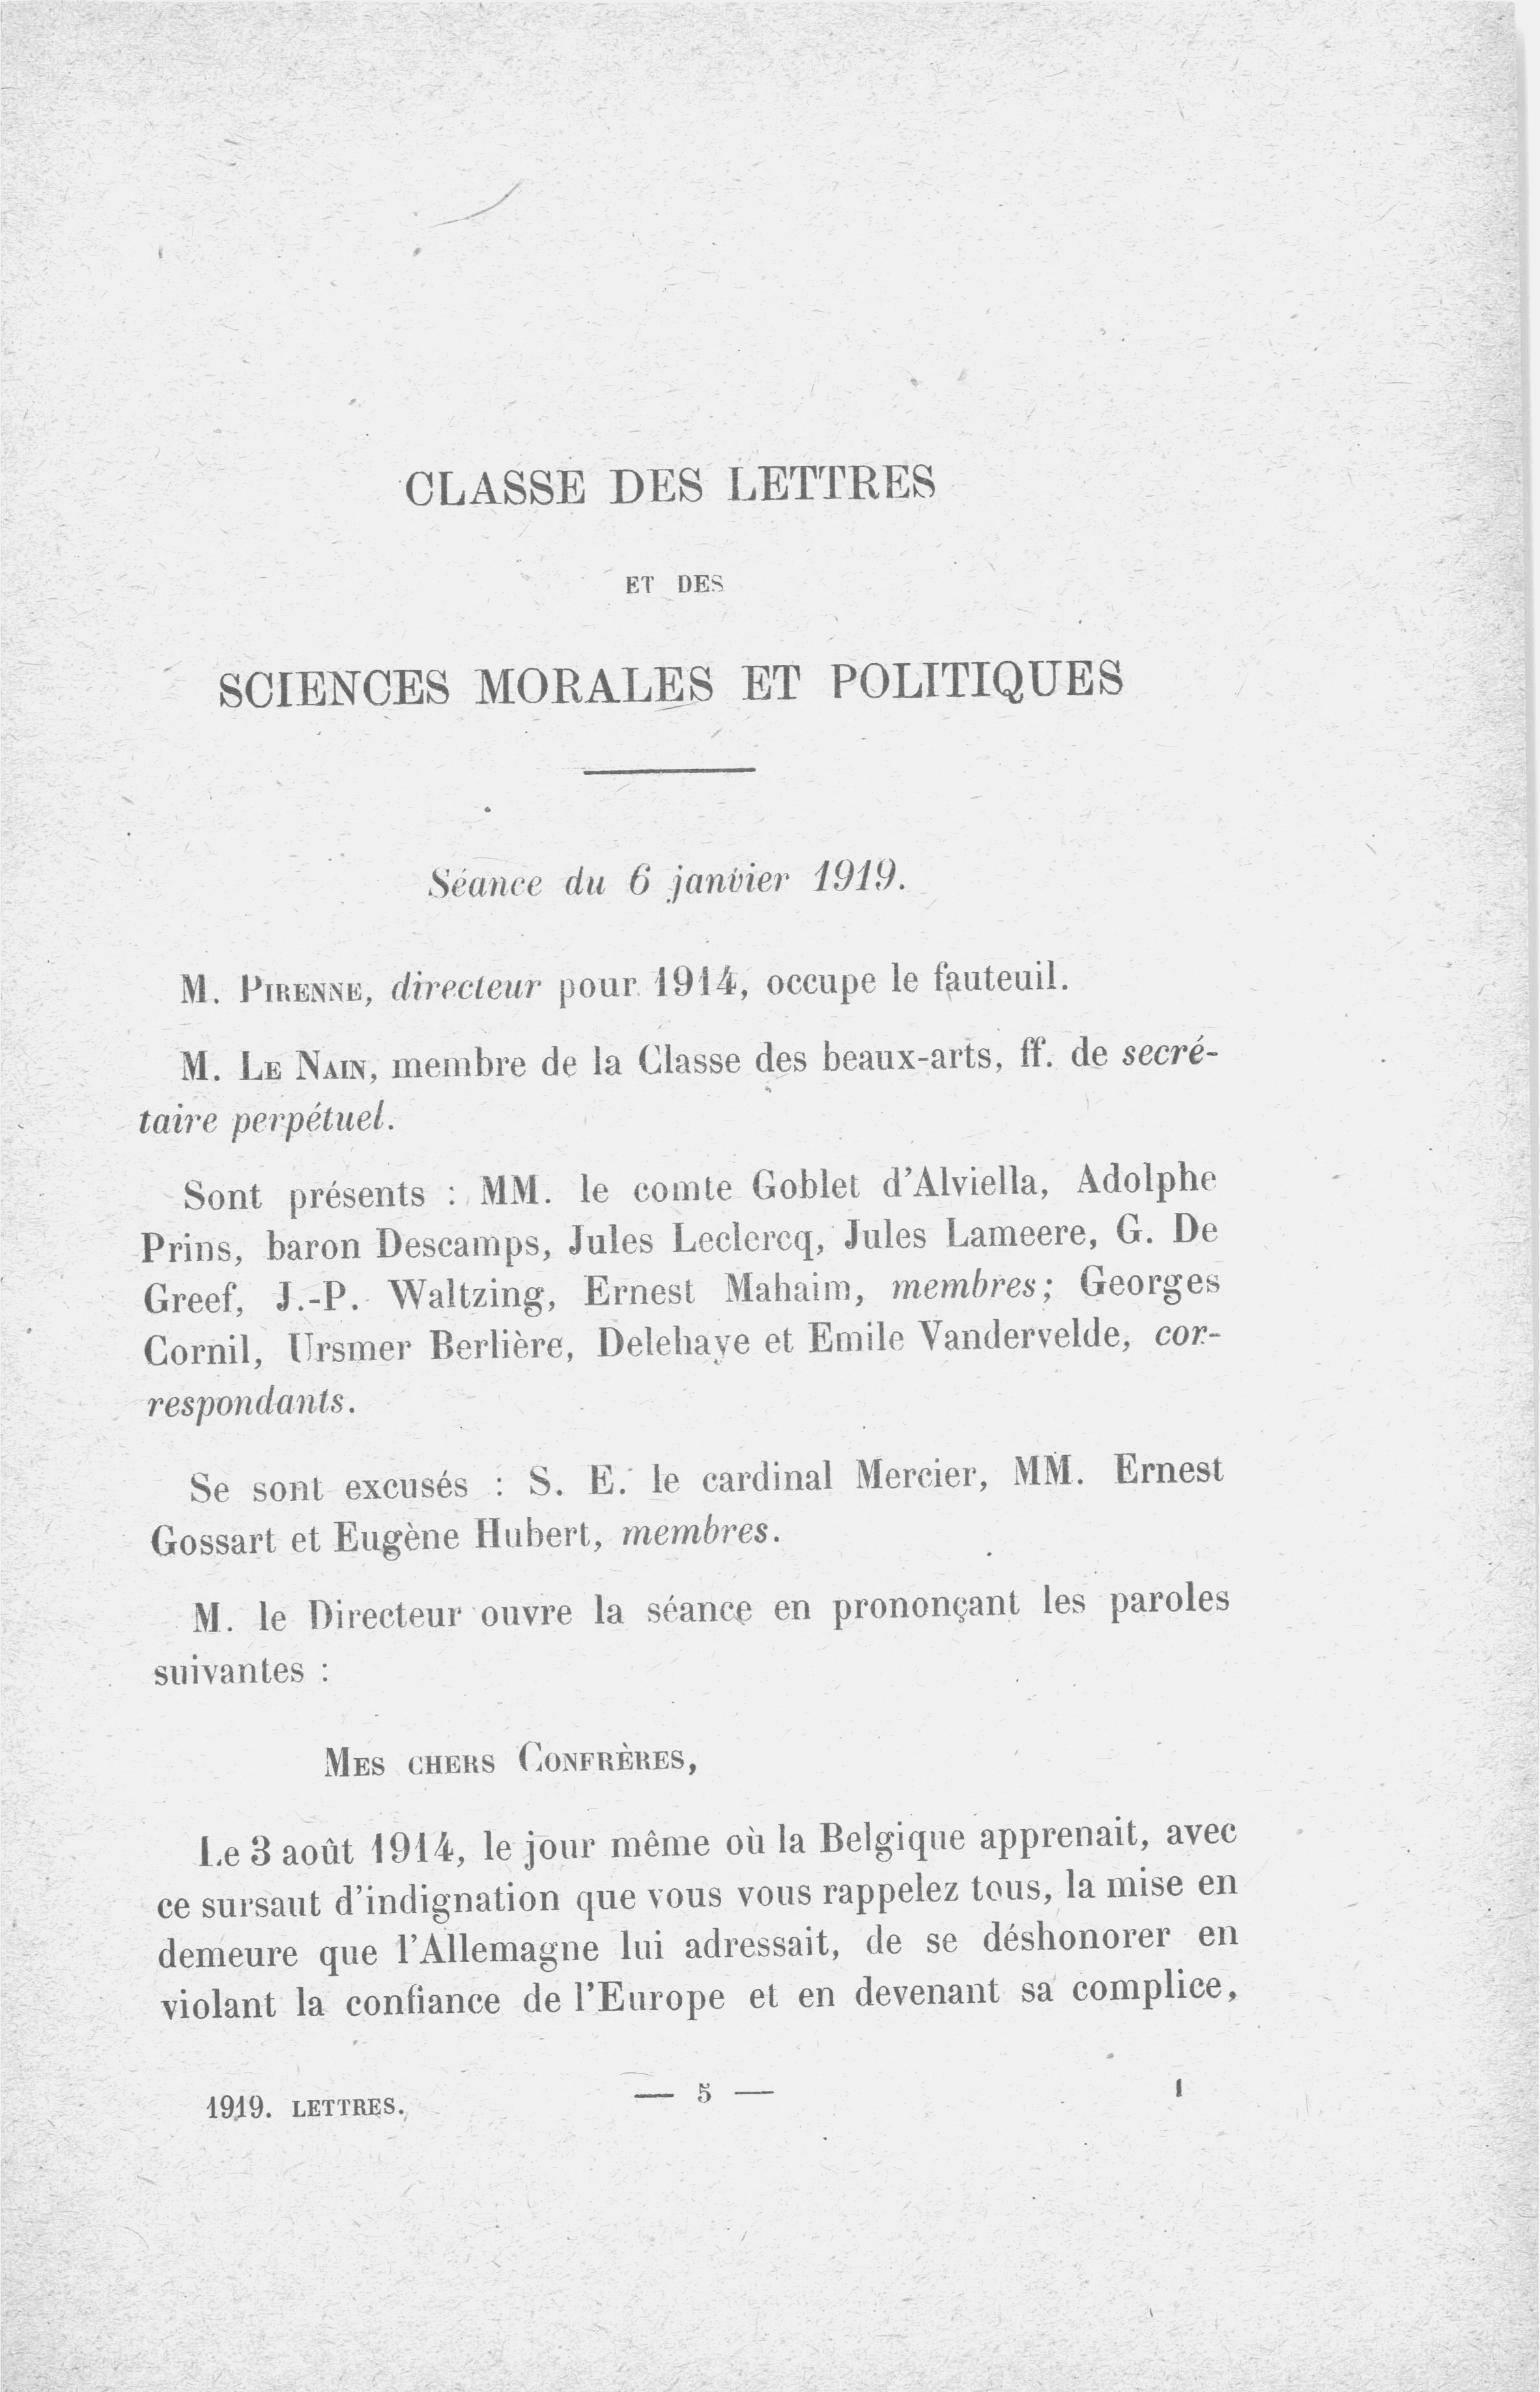 CLASSE DES LETTRES
ET DES
SCIENCES MORALES ET POLITIQUES
Séance du 6 janvier 1919.
M. PIRENNE, directeur pour 1914, occupe le fauteuil.
M. LE NAIN, membre de la Classe des beaux-arts, ff. de secré-
taire perpétuel.
Sont présents : MM. le comte Goblet d'Alviella, Adolphe
Prins, baron Descamps, Jules Leclercq, Jules Lameere, G. De
Greef, J.-P. Waltzing, Ernest Mahaim, membres; Georges
Cornil, Ursmer Berlière, Delehaye et Emile Vandervelde, cor-
respondants.
Se sont excusés : S. E. le cardinal Mercier, MM. Ernest
Gossart et Eugène Hubert, membres.
M. le Directeur ouvre la séance en prononçant les paroles
suivantes :
MES CHERS CONFRÈRES,
Le 3 août 1914, le jour même où la Belgique apprenait, avec
ce sursaut d'indignation que vous vous rappelez tous, la mise en
demeure que l'Allemagne lui adressait, de se déshonorer en
violant la confiance de l'Europe et en devenant sa complice,
1919. LETTRES. — 5 — 1